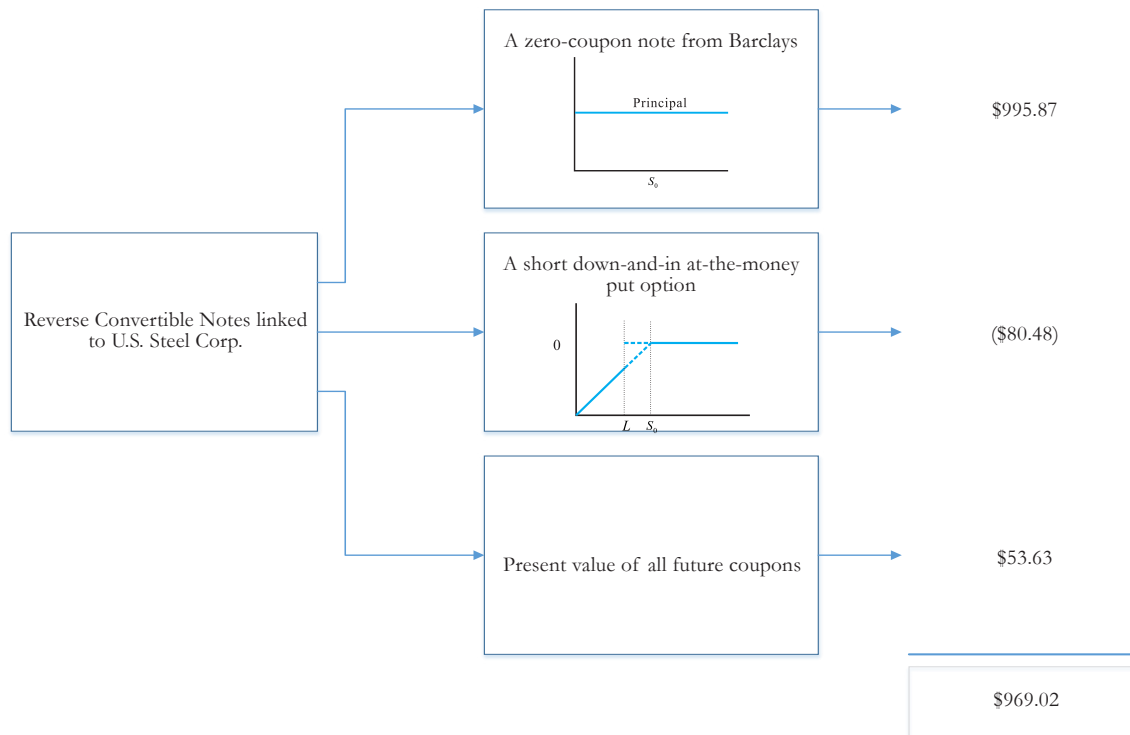 A zero-coupon note from Barclays
Principal
S₀
$995.87
Reverse Convertible Notes linked
to U.S. Steel Corp.
A short down-and-in at-the-money
put option
0
L S₀
($80.48)
Present value of all future coupons
$53.63
$969.02